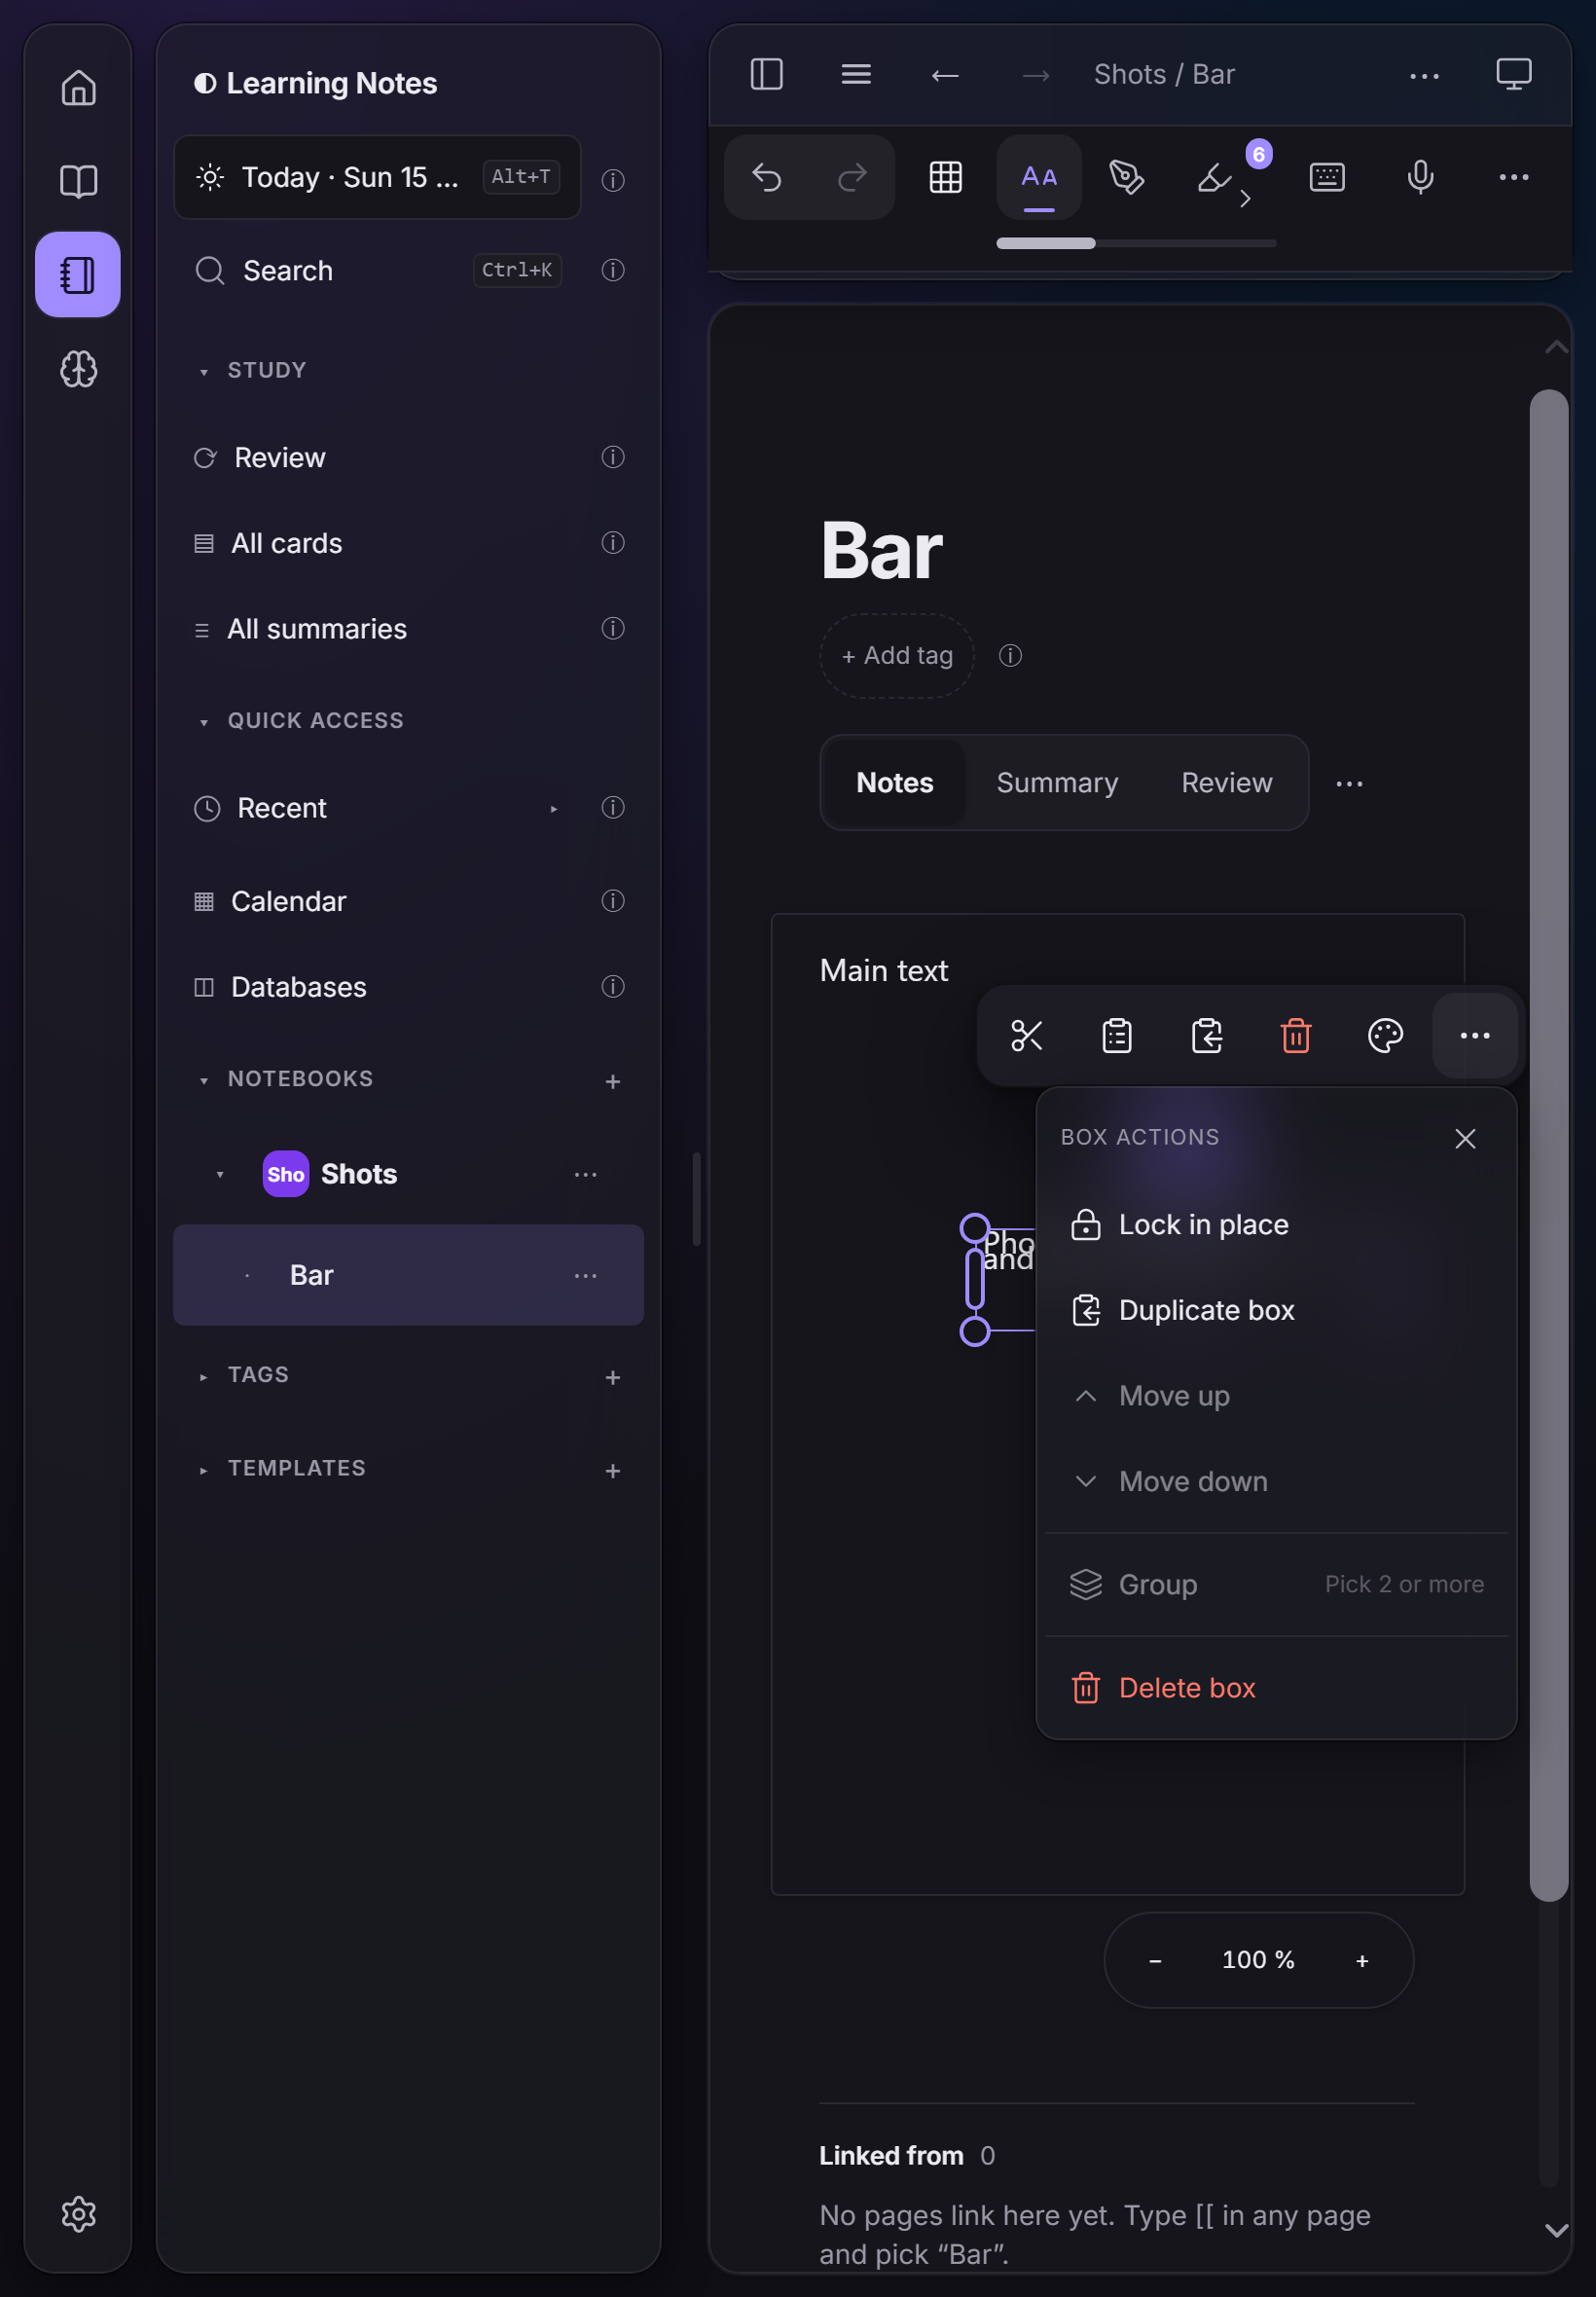 Learning Notes
Today · Sun 15 ... Alt+T
Search Ctrl+K
STUDY
Review
All cards
All summaries
QUICK ACCESS
Recent
Calendar
Databases
NOTEBOOKS
Sho Shots
Bar
TAGS
TEMPLATES
Shots / Bar
AA
6
Bar
+ Add tag
Notes Summary Review
Main text
BOX ACTIONS
Lock in place
Duplicate box
Move up
Move down
Group Pick 2 or more
Delete box
Pho
and
− 100 % +
Linked from 0
No pages link here yet. Type [[ in any page
and pick “Bar”.